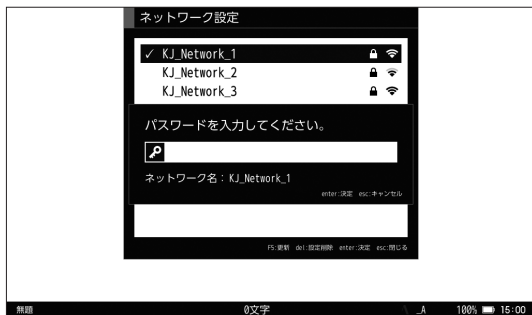 ネットワーク設定
✓ KJ_Network_1
KJ_Network_2
KJ_Network_3
パスワードを入力してください。
ネットワーク名：KJ_Network_1
enter:決定 esc:キャンセル
F5:更新 del:設定削除 enter:決定 esc:閉じる
無題 0文字 _A 100% 15:00